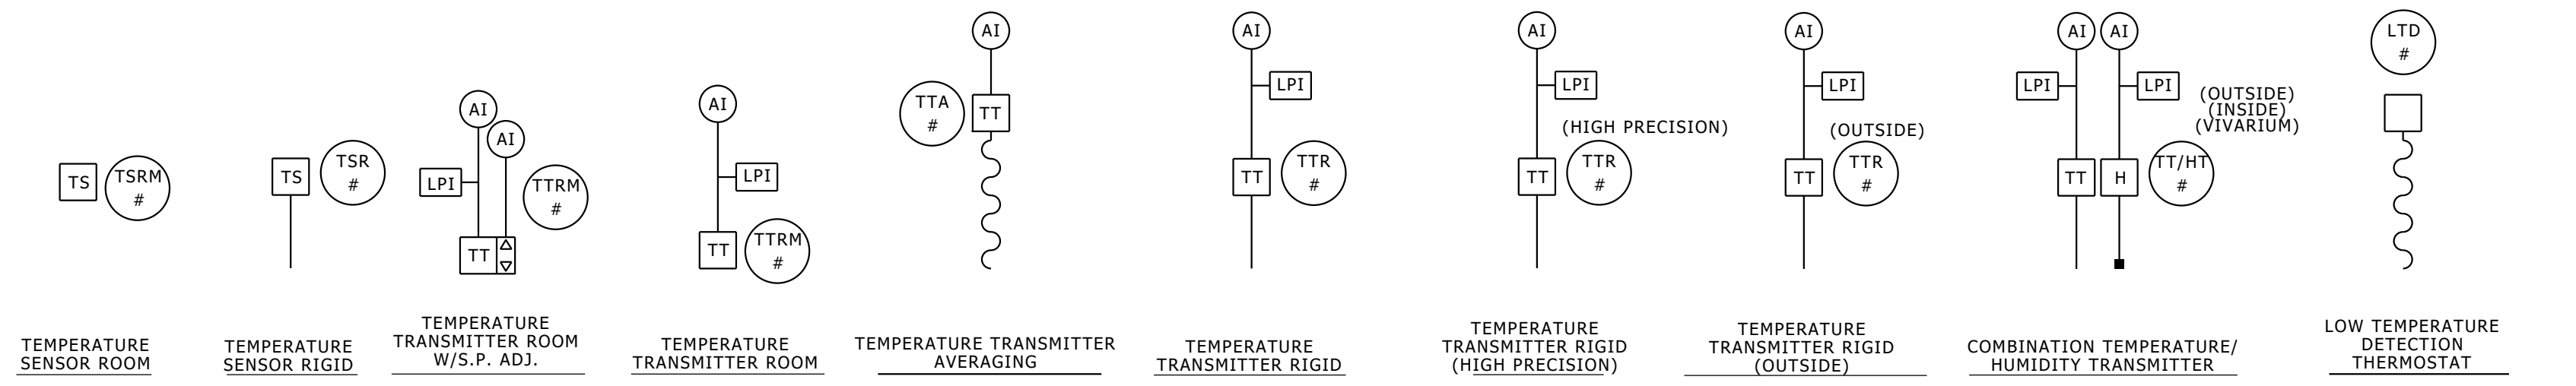 TS
TSRM
#
TEMPERATURE
SENSOR ROOM
TS
TSR
#
TEMPERATURE
SENSOR RIGID
AI
AI
LPI
TTRM
#
TT
TEMPERATURE
TRANSMITTER ROOM
W/S.P. ADJ.
AI
LPI
TT
TTRM
#
TEMPERATURE
TRANSMITTER ROOM
AI
TTA
#
TT
TEMPERATURE TRANSMITTER
AVERAGING
AI
LPI
TT
TTR
#
TEMPERATURE
TRANSMITTER RIGID
AI
LPI
(HIGH PRECISION)
TT
TTR
#
TEMPERATURE
TRANSMITTER RIGID
(HIGH PRECISION)
AI
LPI
(OUTSIDE)
TT
TTR
#
TEMPERATURE
TRANSMITTER RIGID
(OUTSIDE)
AI AI
LPI LPI
(OUTSIDE)
(INSIDE)
(VIVARIUM)
TT H
TT/HT
#
COMBINATION TEMPERATURE/
HUMIDITY TRANSMITTER
LTD
#
LOW TEMPERATURE
DETECTION
THERMOSTAT